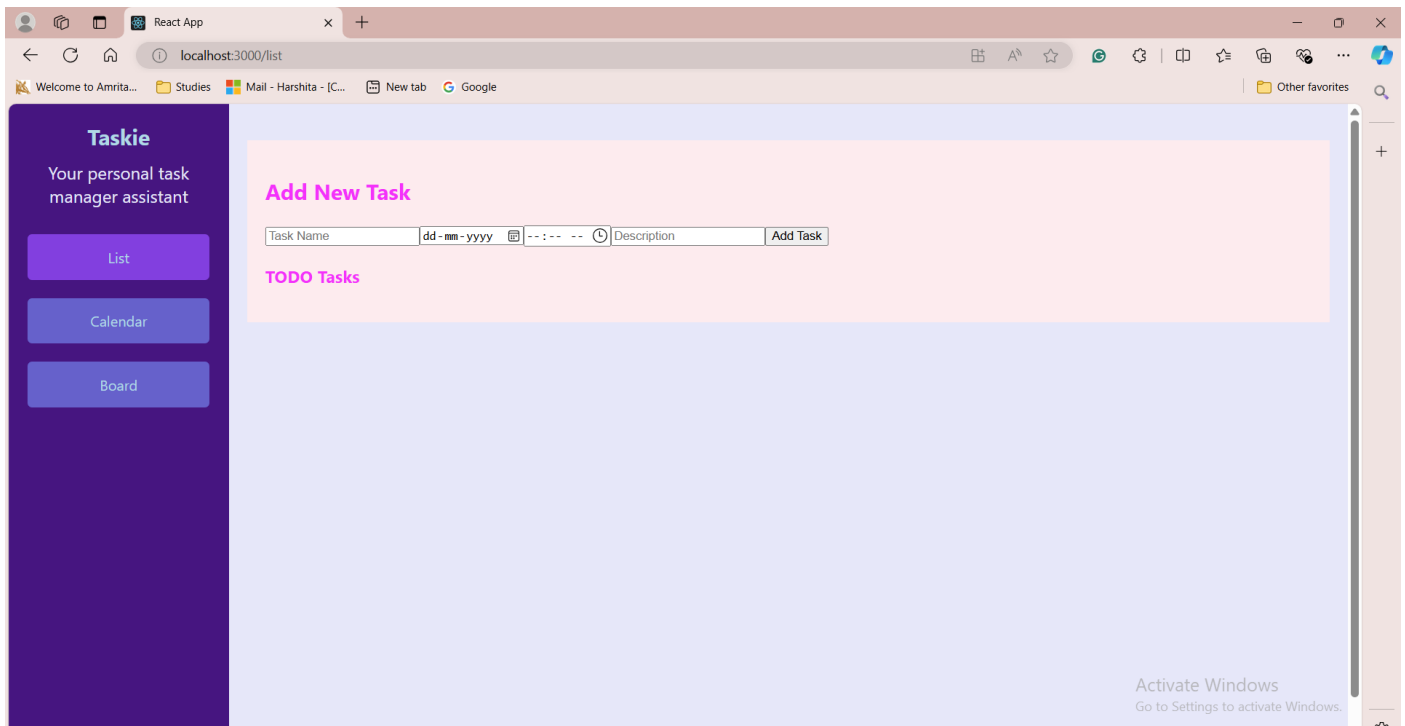 React App
localhost:3000/list
Welcome to Amrita... Studies Mail - Harshita - [C... New tab Google Other favorites
Taskie
Your personal task
manager assistant
List
Calendar
Board
Add New Task
Task Name dd-mm-yyyy --:-- -- Description Add Task
TODO Tasks
Activate Windows
Go to Settings to activate Windows.